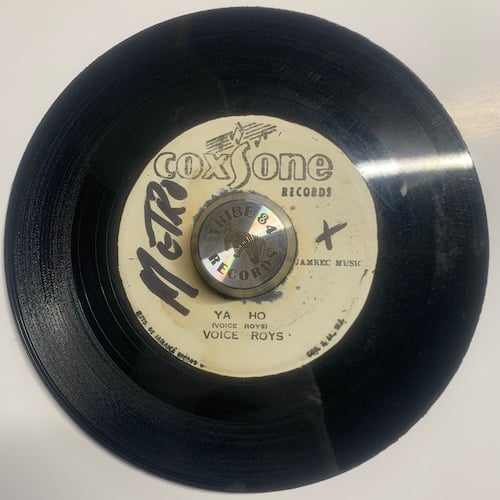 coxsone
RECORDS
METRO
X
TRIBE 84
RECORDS
JAMREC MUSIC
YA HO
(VOICE ROYS)
VOICE ROYS